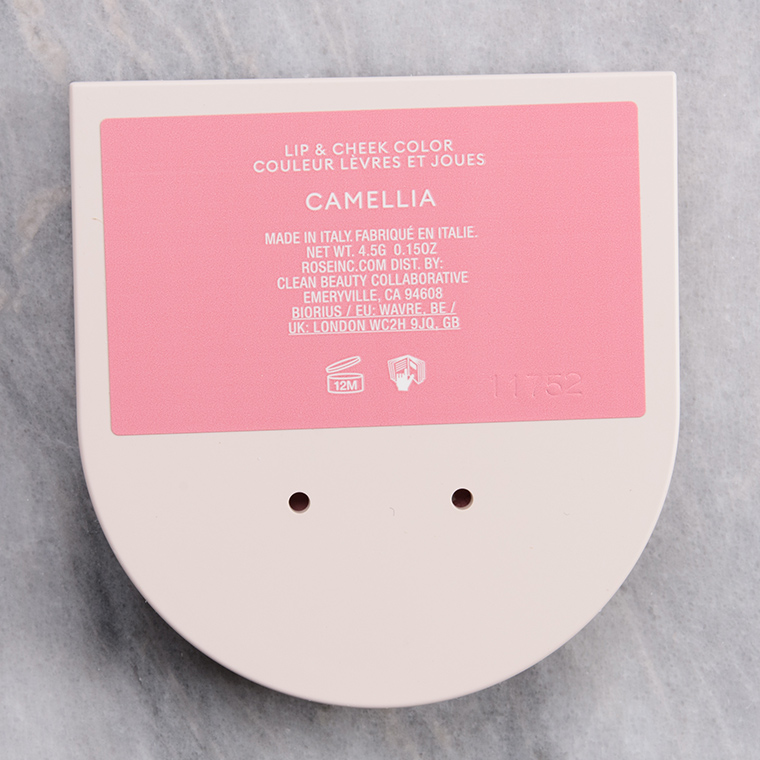 LIP & CHEEK COLOR
COULEUR LÈVRES ET JOUES
CAMELLIA
MADE IN ITALY. FABRIQUÉ EN ITALIE.
NET WT. 4.5G 0.15OZ
ROSEINC.COM DIST. BY:
CLEAN BEAUTY COLLABORATIVE
EMERYVILLE, CA 94608
BIORIUS / EU: WAVRE, BE /
UK: LONDON WC2H 9JQ, GB
12M
11752